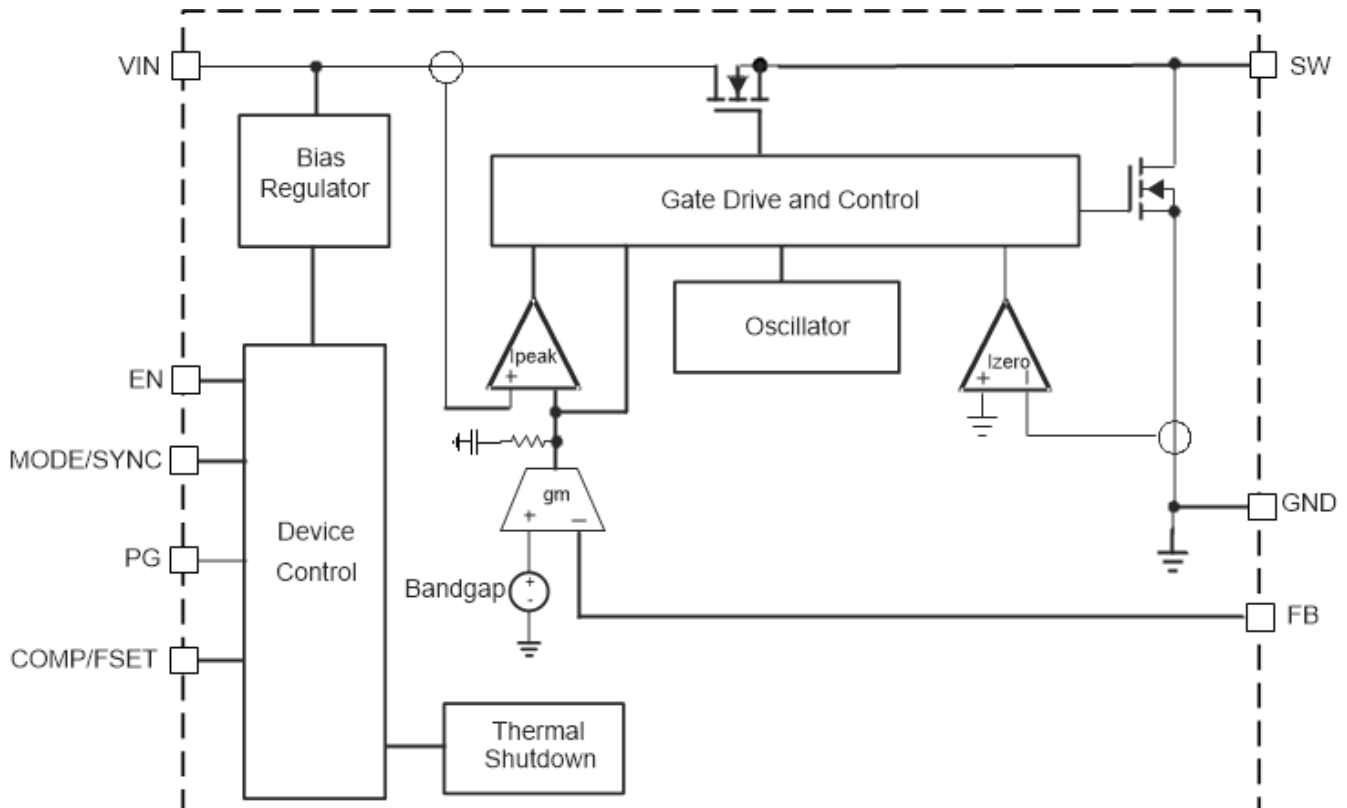 VIN
SW
Bias
Regulator
Gate Drive and Control
Oscillator
Ipeak
+
Izero
+ −
EN
MODE/SYNC
gm
+ −
GND
Device
Control
PG
Bandgap
+
-
FB
COMP/FSET
Thermal
Shutdown